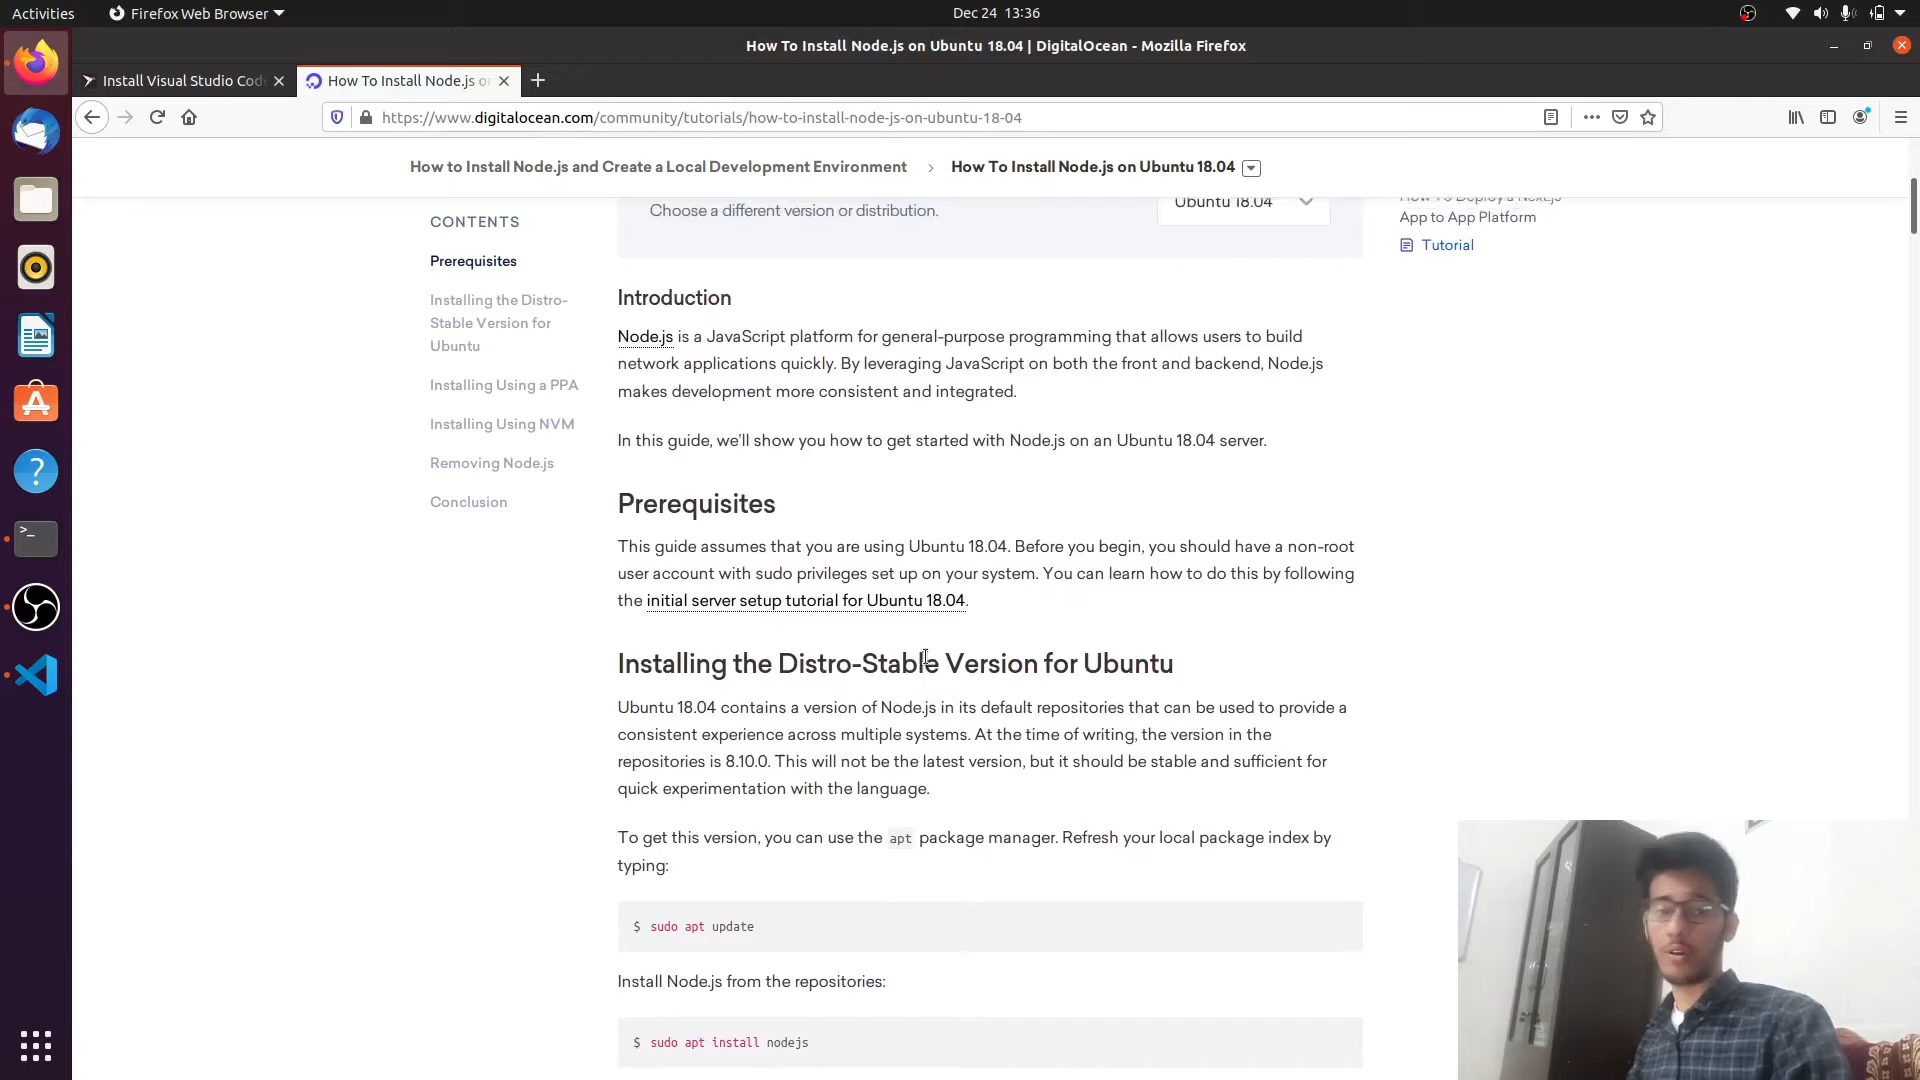 Activities
Firefox Web Browser
Dec 24 13:36
How To Install Node.js on Ubuntu 18.04 | DigitalOcean - Mozilla Firefox
Install Visual Studio Cod
How To Install Node.js o
https://www.digitalocean.com/community/tutorials/how-to-install-node-js-on-ubuntu-18-04
How to Install Node.js and Create a Local Development Environment
How To Install Node.js on Ubuntu 18.04
Choose a different version or distribution.
Ubuntu 18.04
How To Deploy a Next.js
App to App Platform
Tutorial
CONTENTS
Prerequisites
Installing the Distro-
Stable Version for
Ubuntu
Installing Using a PPA
Installing Using NVM
Removing Node.js
Conclusion
Introduction
Node.js is a JavaScript platform for general-purpose programming that allows users to build
network applications quickly. By leveraging JavaScript on both the front and backend, Node.js
makes development more consistent and integrated.
In this guide, we'll show you how to get started with Node.js on an Ubuntu 18.04 server.
Prerequisites
This guide assumes that you are using Ubuntu 18.04. Before you begin, you should have a non-root
user account with sudo privileges set up on your system. You can learn how to do this by following
the initial server setup tutorial for Ubuntu 18.04.
Installing the Distro-Stable Version for Ubuntu
Ubuntu 18.04 contains a version of Node.js in its default repositories that can be used to provide a
consistent experience across multiple systems. At the time of writing, the version in the
repositories is 8.10.0. This will not be the latest version, but it should be stable and sufficient for
quick experimentation with the language.
To get this version, you can use the apt package manager. Refresh your local package index by
typing:
$ sudo apt update
Install Node.js from the repositories:
$ sudo apt install nodejs